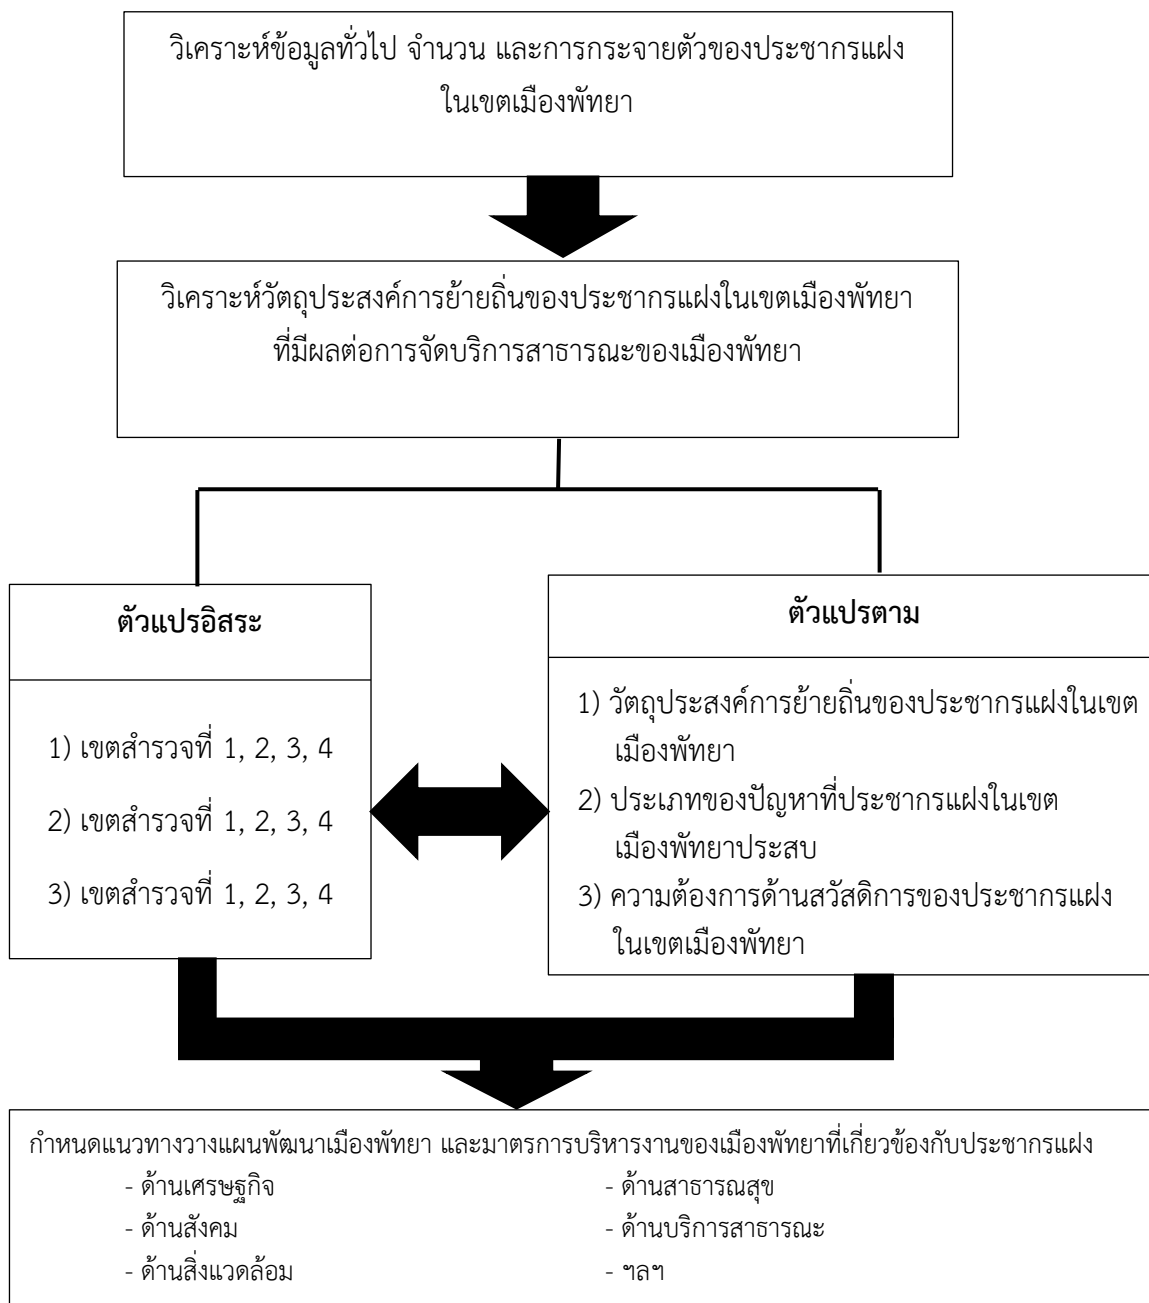 วิเคราะห์ข้อมูลทั่วไป จำนวน และการกระจายตัวของประชากรแฝง
ในเขตเมืองพัทยา
วิเคราะห์วัตถุประสงค์การย้ายถิ่นของประชากรแฝงในเขตเมืองพัทยา
ที่มีผลต่อการจัดบริการสาธารณะของเมืองพัทยา
ตัวแปรอิสระ
1) เขตสำรวจที่ 1, 2, 3, 4
2) เขตสำรวจที่ 1, 2, 3, 4
3) เขตสำรวจที่ 1, 2, 3, 4
ตัวแปรตาม
1) วัตถุประสงค์การย้ายถิ่นของประชากรแฝงในเขต
เมืองพัทยา
2) ประเภทของปัญหาที่ประชากรแฝงในเขต
เมืองพัทยาประสบ
3) ความต้องการด้านสวัสดิการของประชากรแฝง
ในเขตเมืองพัทยา
กำหนดแนวทางวางแผนพัฒนาเมืองพัทยา และมาตรการบริหารงานของเมืองพัทยาที่เกี่ยวข้องกับประชากรแฝง
- ด้านเศรษฐกิจ
- ด้านสังคม
- ด้านสิ่งแวดล้อม
- ด้านสาธารณสุข
- ด้านบริการสาธารณะ
- ฯลฯ